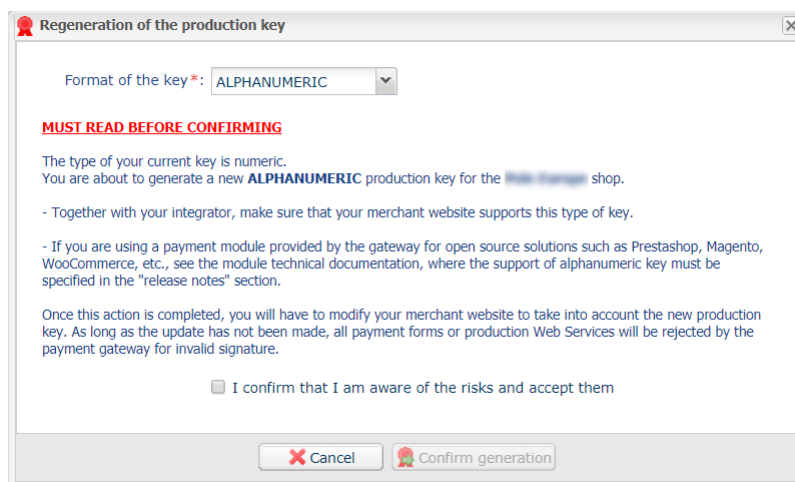 Regeneration of the production key
Format of the key*: ALPHANUMERIC
MUST READ BEFORE CONFIRMING
The type of your current key is numeric.
You are about to generate a new ALPHANUMERIC production key for the shop.
- Together with your integrator, make sure that your merchant website supports this type of key.
- If you are using a payment module provided by the gateway for open source solutions such as Prestashop, Magento,
WooCommerce, etc., see the module technical documentation, where the support of alphanumeric key must be
specified in the "release notes" section.
Once this action is completed, you will have to modify your merchant website to take into account the new production
key. As long as the update has not been made, all payment forms or production Web Services will be rejected by the
payment gateway for invalid signature.
I confirm that I am aware of the risks and accept them
Cancel Confirm generation